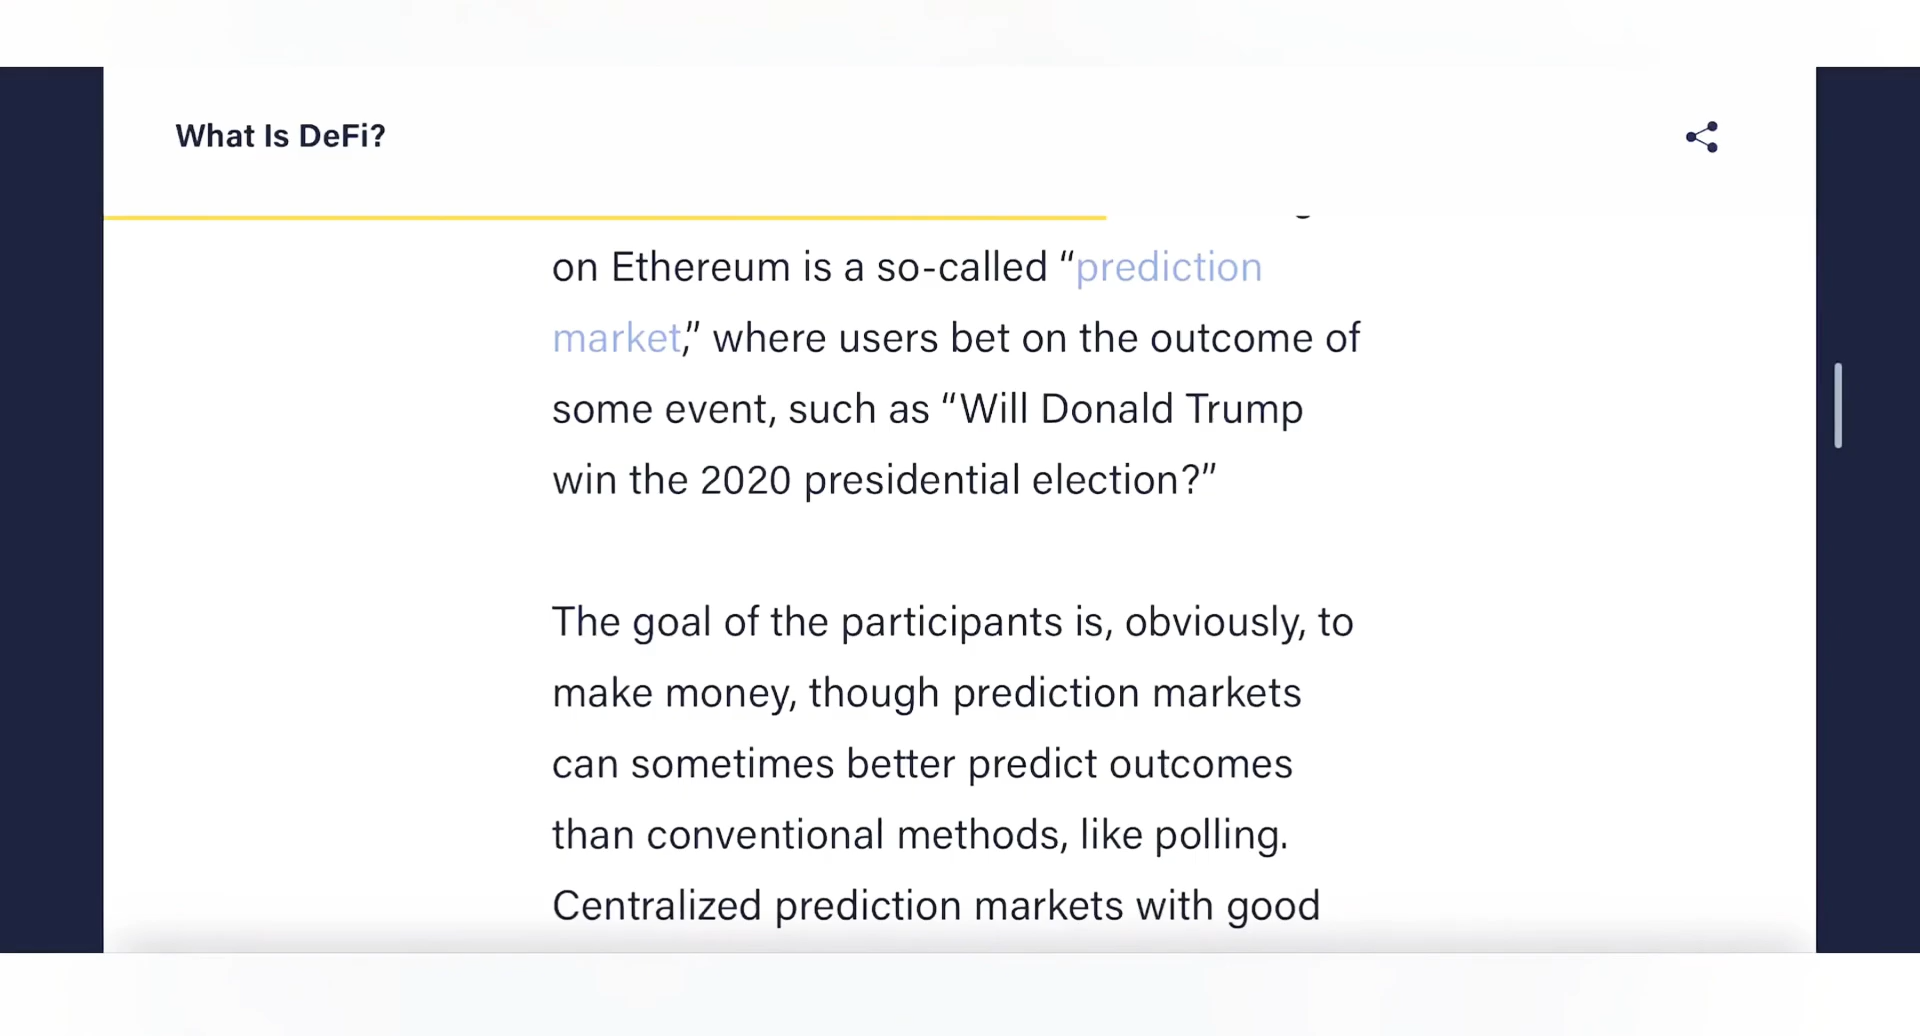 What Is DeFi?
on Ethereum is a so-called “prediction
market,” where users bet on the outcome of
some event, such as “Will Donald Trump
win the 2020 presidential election?”
The goal of the participants is, obviously, to
make money, though prediction markets
can sometimes better predict outcomes
than conventional methods, like polling.
Centralized prediction markets with good